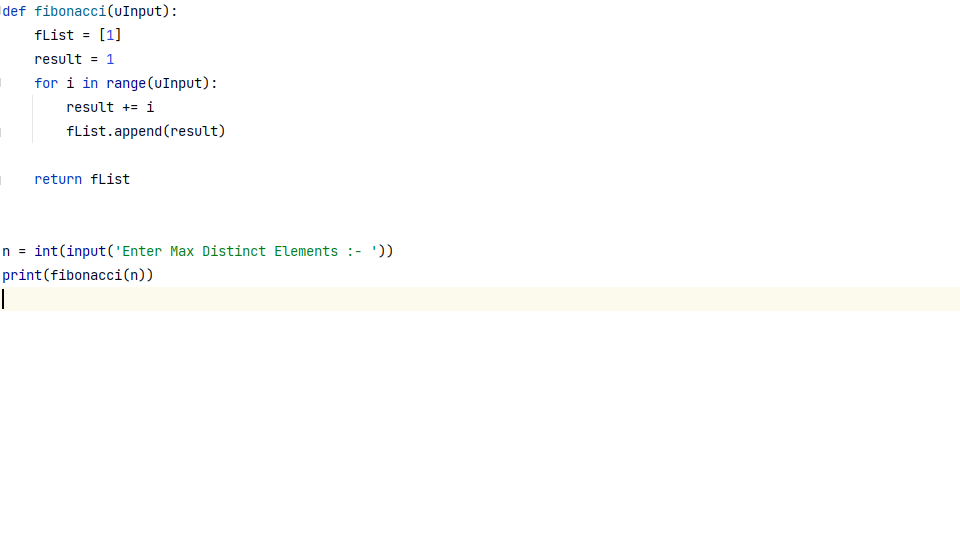 def fibonacci(uInput):
    fList = [1]
    result = 1
    for i in range(uInput):
        result += i
        fList.append(result)
    return fList
n = int(input('Enter Max Distinct Elements :- '))
print(fibonacci(n))